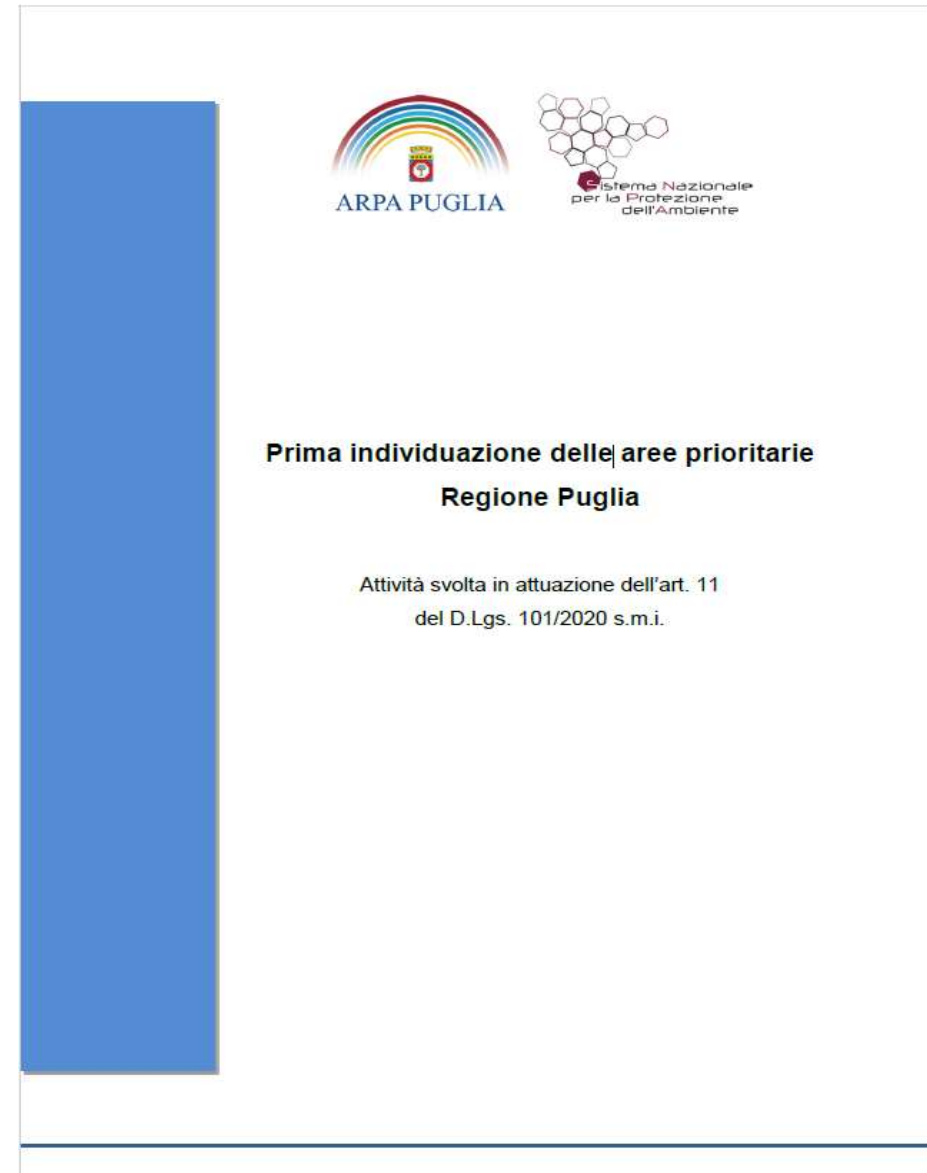 ARPA PUGLIA
Sistema Nazionale
per la Protezione
dell'Ambiente
Prima individuazione delle aree prioritarie
Regione Puglia
Attività svolta in attuazione dell'art. 11
del D.Lgs. 101/2020 s.m.i.